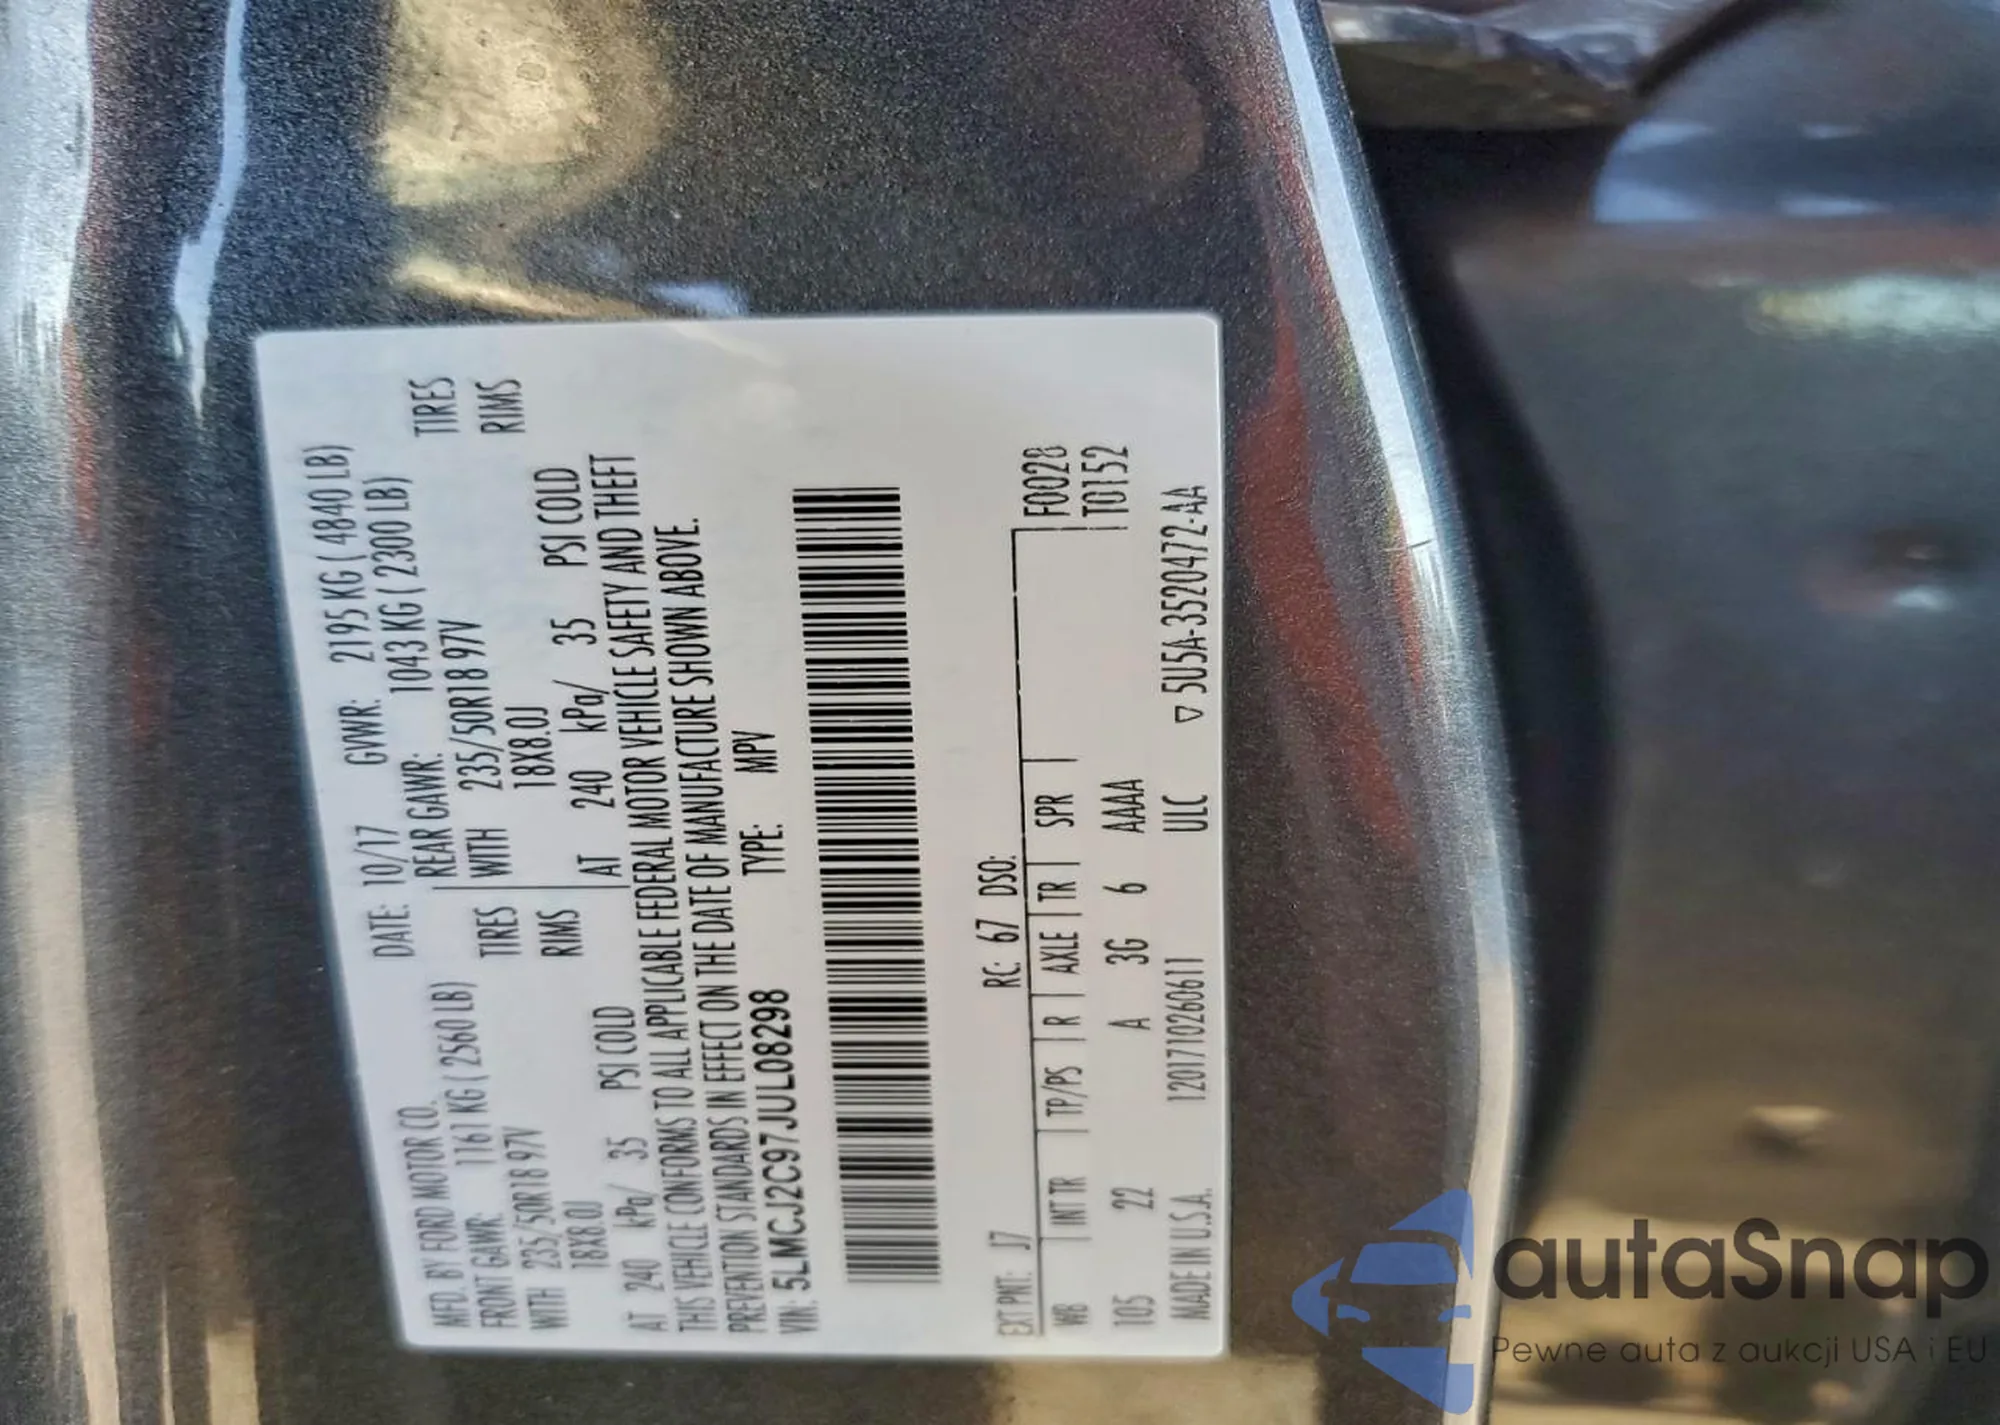 MFD. BY FORD MOTOR CO. DATE: 10/17 GVWR: 2195 KG ( 4840 LB)
FRONT GAWR: 1161 KG ( 2560 LB) REAR GAWR: 1043 KG ( 2300 LB)
WITH 235/50R18 97V TIRES WITH 235/50R18 97V TIRES
18X8.0J RIMS 18X8.0J RIMS
AT 240 kPa/ 35 PSI COLD AT 240 kPa/ 35 PSI COLD
THIS VEHICLE CONFORMS TO ALL APPLICABLE FEDERAL MOTOR VEHICLE SAFETY AND THEFT
PREVENTION STANDARDS IN EFFECT ON THE DATE OF MANUFACTURE SHOWN ABOVE.
VIN: 5LMCJ2C97JUL08298 TYPE: MPV
EXT PNT: J7 RC: 67 DSO:
WB INT TR TP/PS R AXLE TR SPR F0028
105 22 A 3G 6 AAAA T0152
MADE IN U.S.A. 1201710260611 ULC ▽ 5U5A-3520472-AA
autaSnap
Pewne auta z aukcji USA i EU